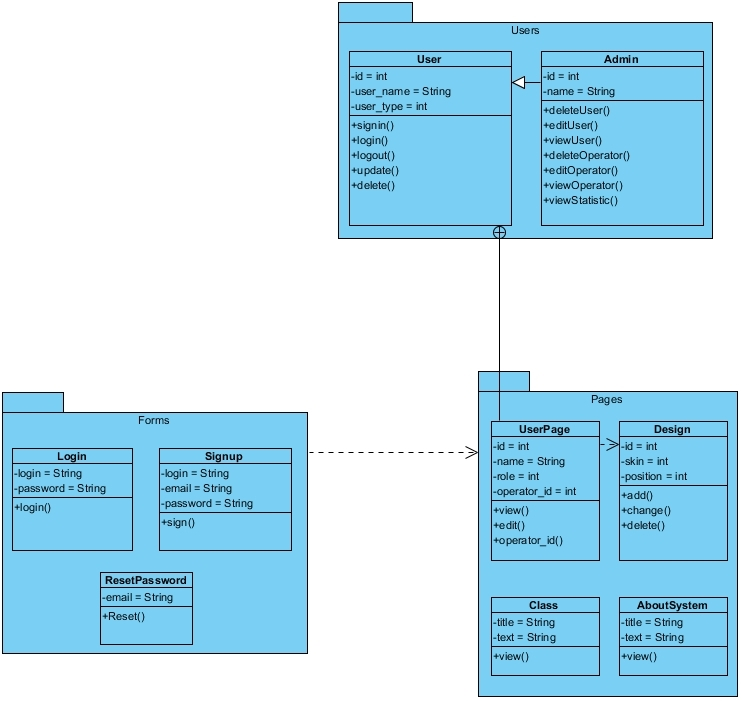 Users
User
-id = int
-user_name = String
-user_type = int
+signin()
+login()
+logout()
+update()
+delete()
Admin
-id = int
-name = String
+deleteUser()
+editUser()
+viewUser()
+deleteOperator()
+editOperator()
+viewOperator()
+viewStatistic()
Forms
Login
-login = String
-password = String
+login()
Signup
-login = String
-email = String
-password = String
+sign()
ResetPassword
-email = String
+Reset()
Pages
UserPage
-id = int
-name = String
-role = int
-operator_id = int
+view()
+edit()
+operator_id()
Design
-id = int
-skin = int
-position = int
+add()
+change()
+delete()
Class
-title = String
-text = String
+view()
AboutSystem
-title = String
-text = String
+view()